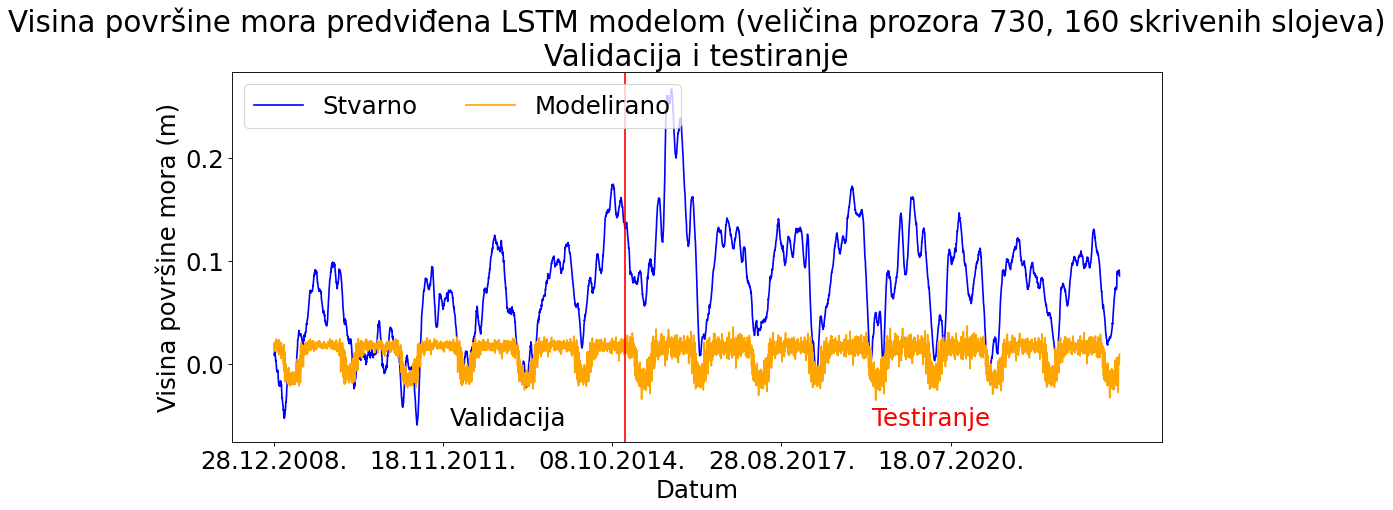 Visina površine mora predviđena LSTM modelom (veličina prozora 730, 160 skrivenih slojeva)
Validacija i testiranje
Stvarno Modelirano
Visina površine mora (m)
0.2
0.1
0.0
Validacija Testiranje
28.12.2008. 18.11.2011. 08.10.2014. 28.08.2017. 18.07.2020.
Datum